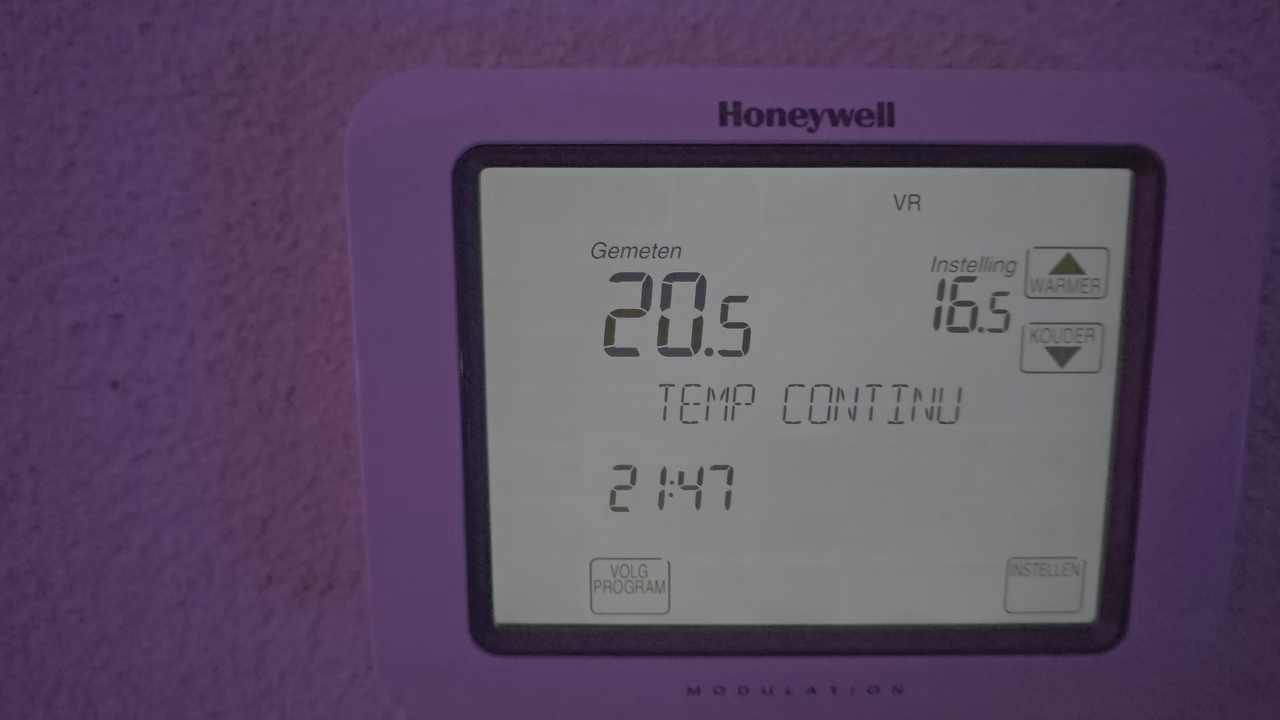 Honeywell
VR
Gemeten
Instelling
WARMER
20.5
16.5
KOUDER
TEMP CONTINU
21:47
VOLG
PROGRAM
INSTELLEN
MODULATION